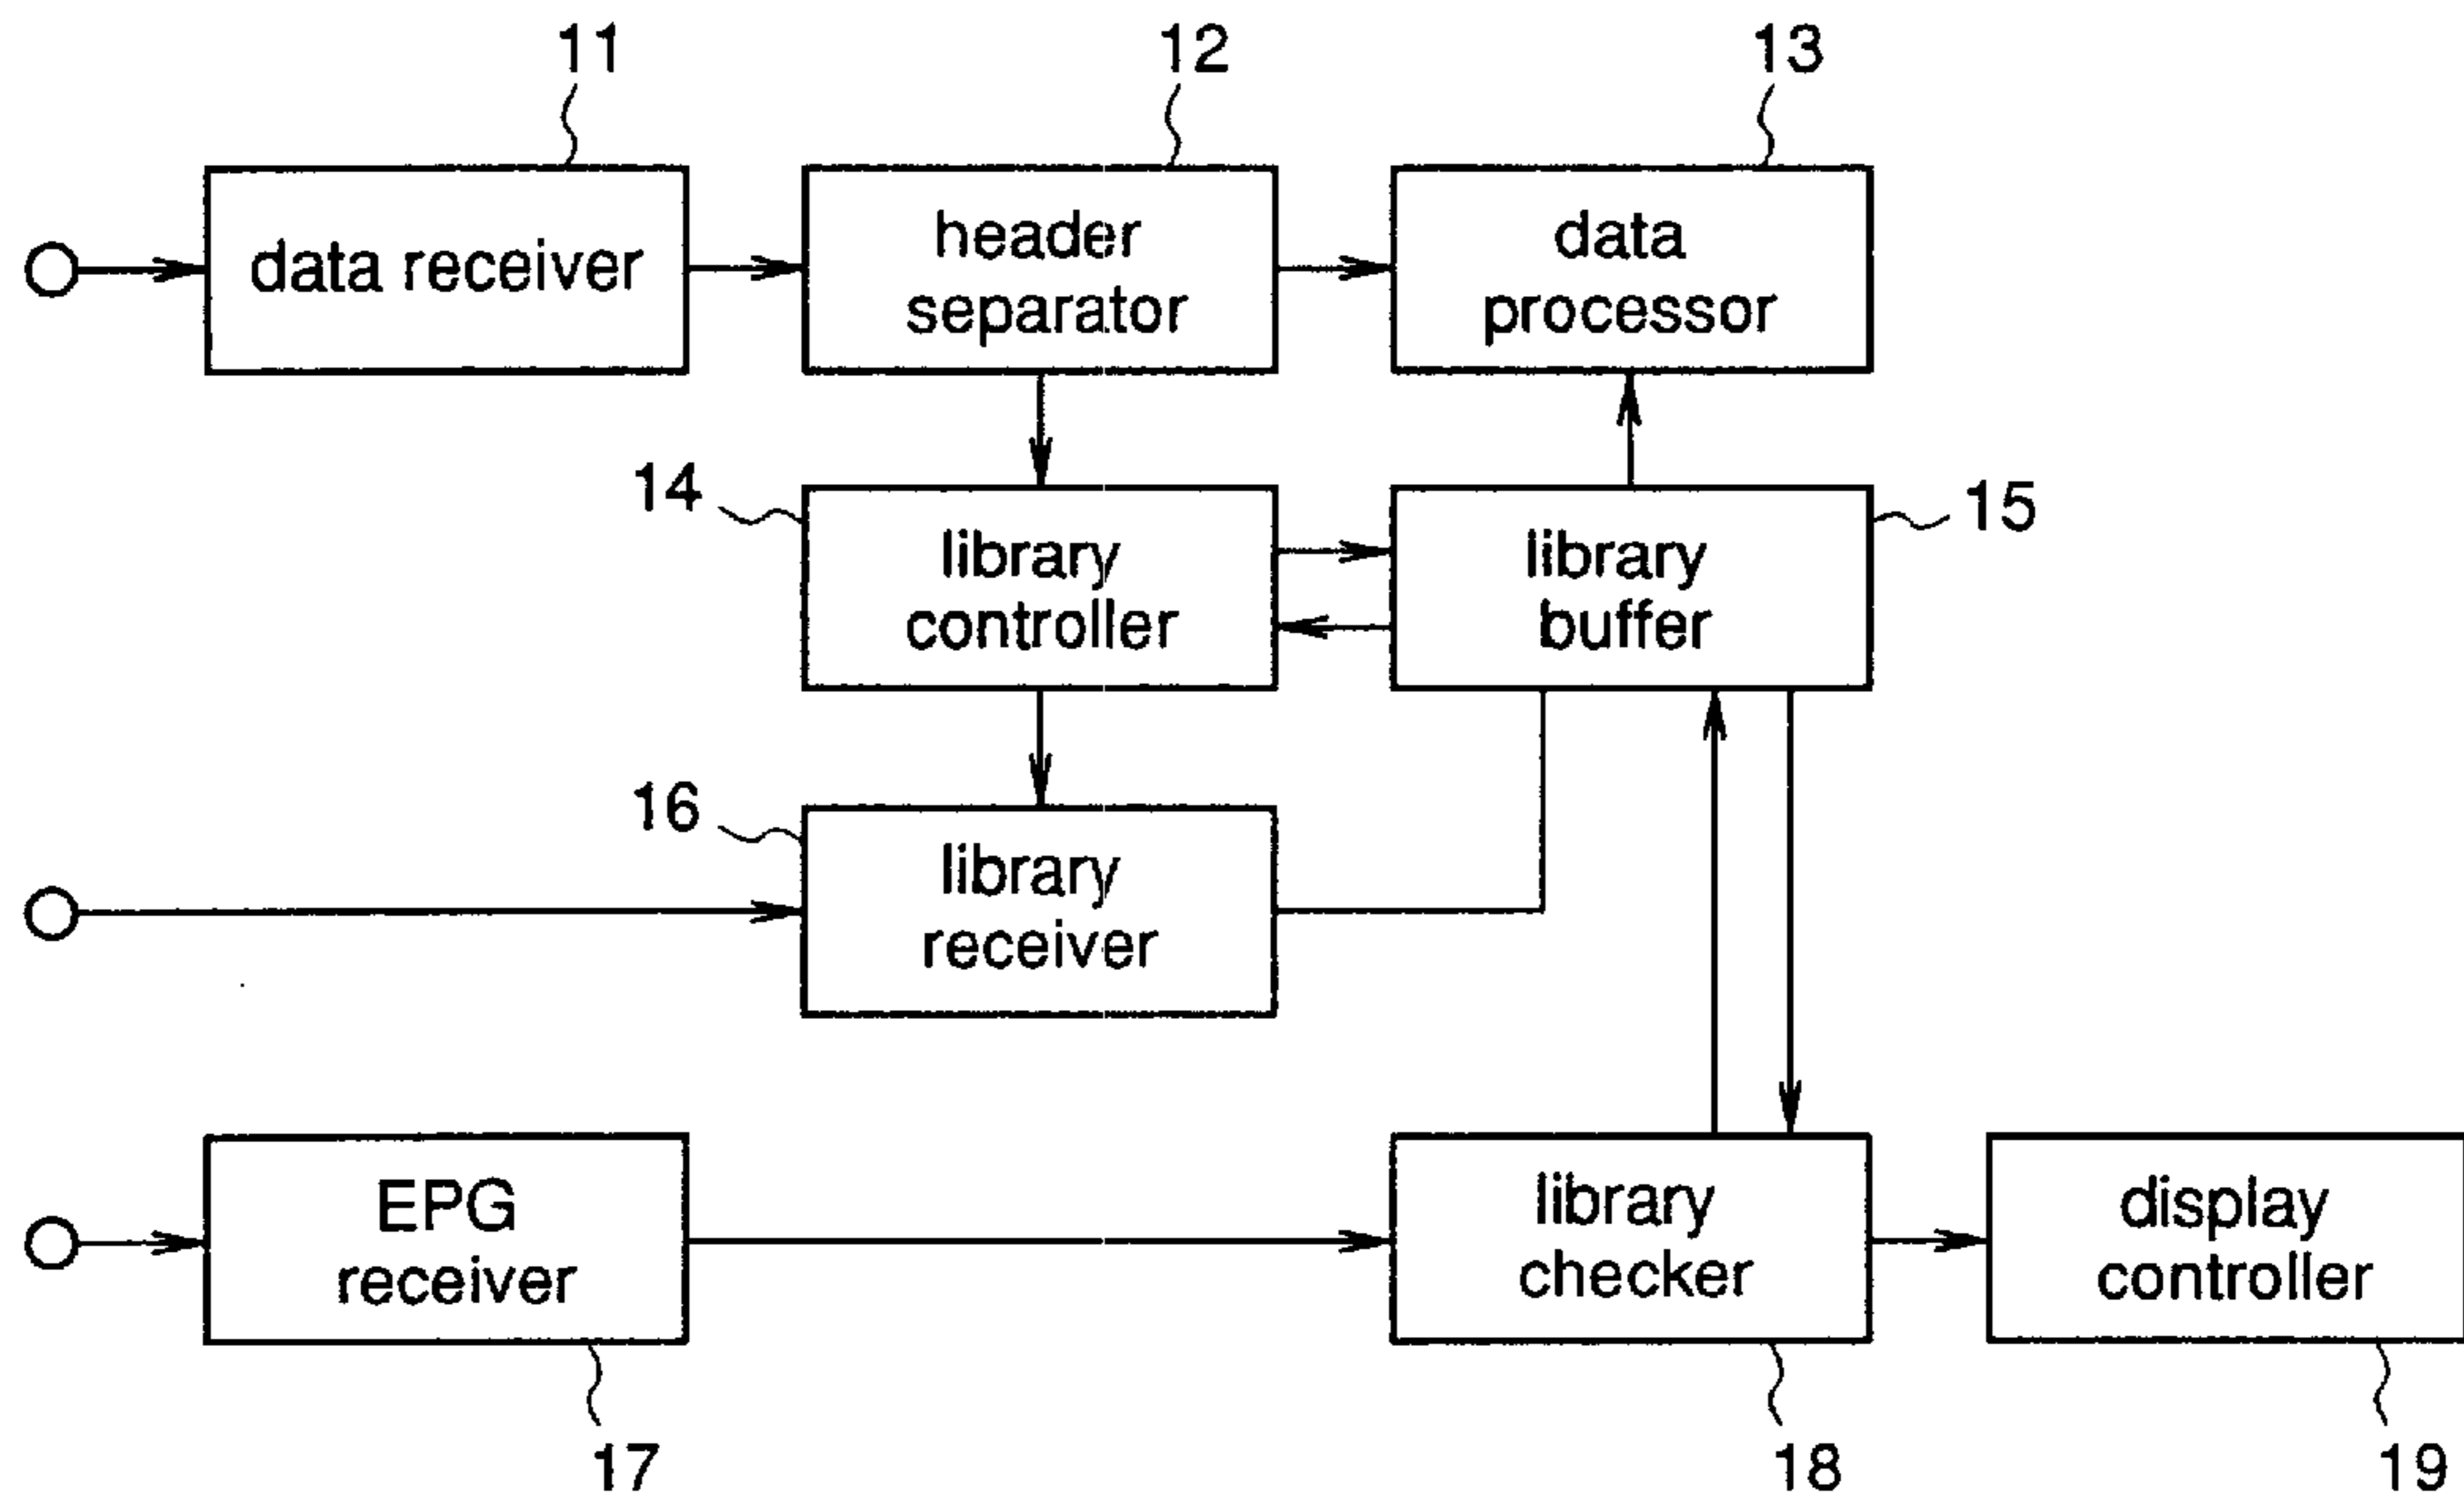 11
12
13
data receiver
header
separator
data
processor
14
library
controller
library
buffer
15
16
library
receiver
EPG
receiver
library
checker
display
controller
17
18
19